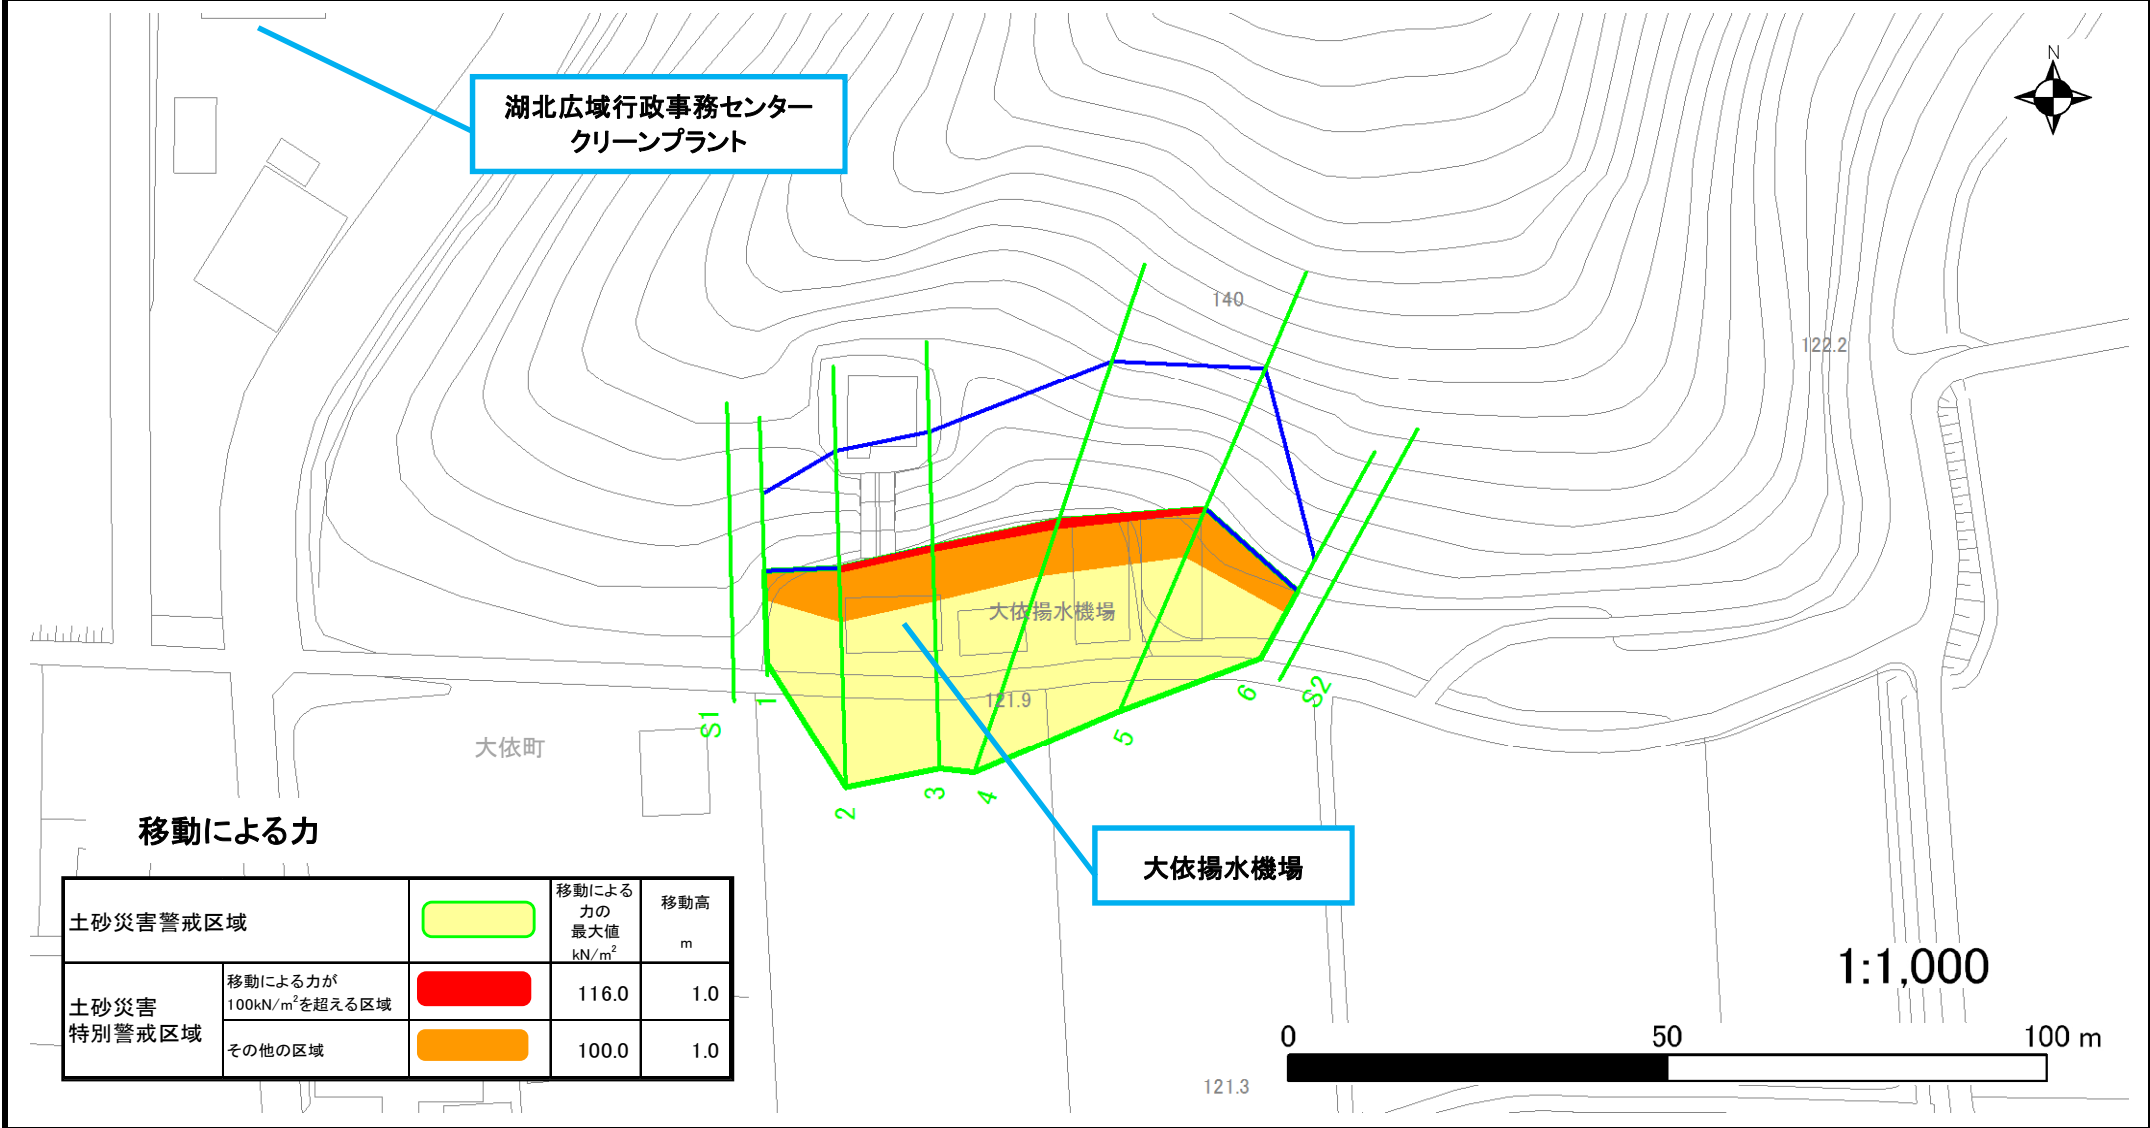 N
湖北広域行政事務センター
クリーンプラント
140
122.2
大依揚水機場
121.9
S1
1
2
3
4
5
6
S2
大依町
大依揚水機場
移動による力
土砂災害警戒区域
移動による
力の
最大値
kN/m²
移動高
m
土砂災害
特別警戒区域
移動による力が
100kN/m²を超える区域
116.0
1.0
その他の区域
100.0
1.0
1:1,000
0
50
100 m
121.3